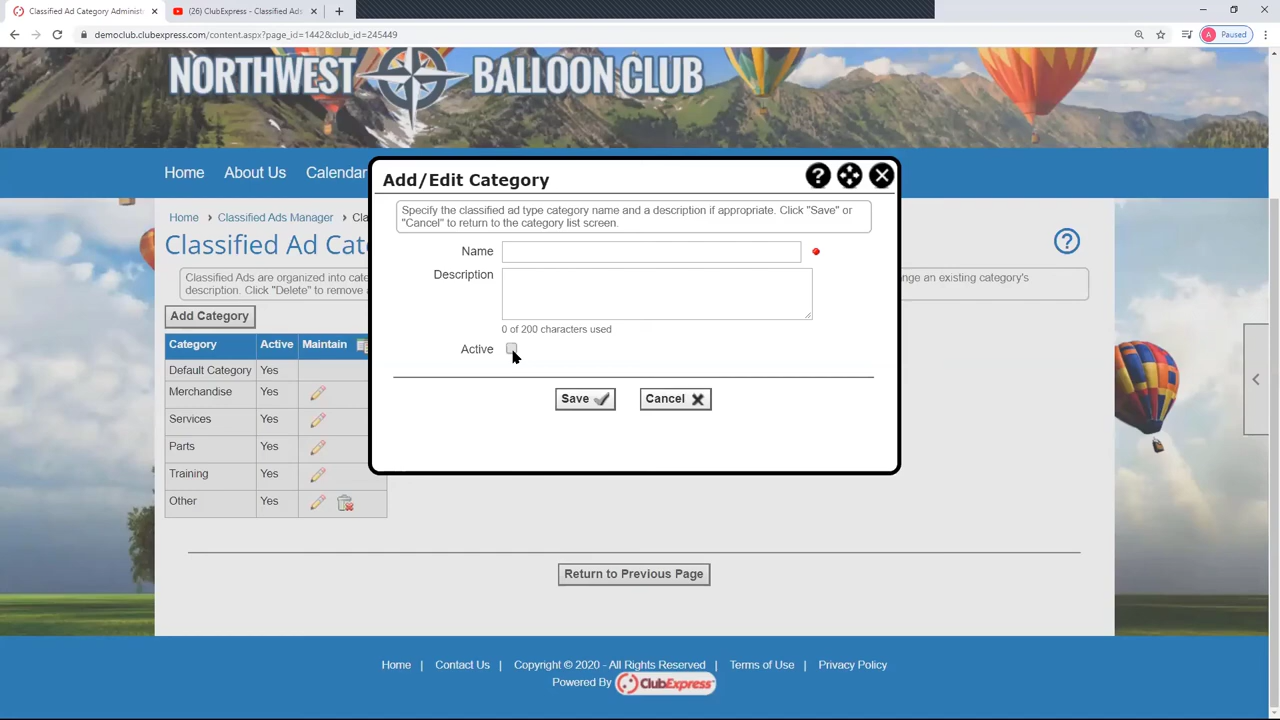 Classified Ad Category Administ
(26) ClubExpress - Classified Ads
democlub.clubexpress.com/content.aspx?page_id=1442&club_id=245449
A Paused
NORTHWEST BALLOON CLUB
Home About Us Calendar
Home › Classified Ads Manager › Cla
Classified Ad Cat
Classified Ads are organized into cate
nge an existing category's
description. Click "Delete" to remove a
Add Category
Category Active Maintain
Default Category Yes
Merchandise Yes
Services Yes
Parts Yes
Training Yes
Other Yes
Add/Edit Category
Specify the classified ad type category name and a description if appropriate. Click "Save" or
"Cancel" to return to the category list screen.
Name
Description
0 of 200 characters used
Active
Save
Cancel
Return to Previous Page
Home | Contact Us | Copyright © 2020 - All Rights Reserved | Terms of Use | Privacy Policy
Powered By ClubExpress